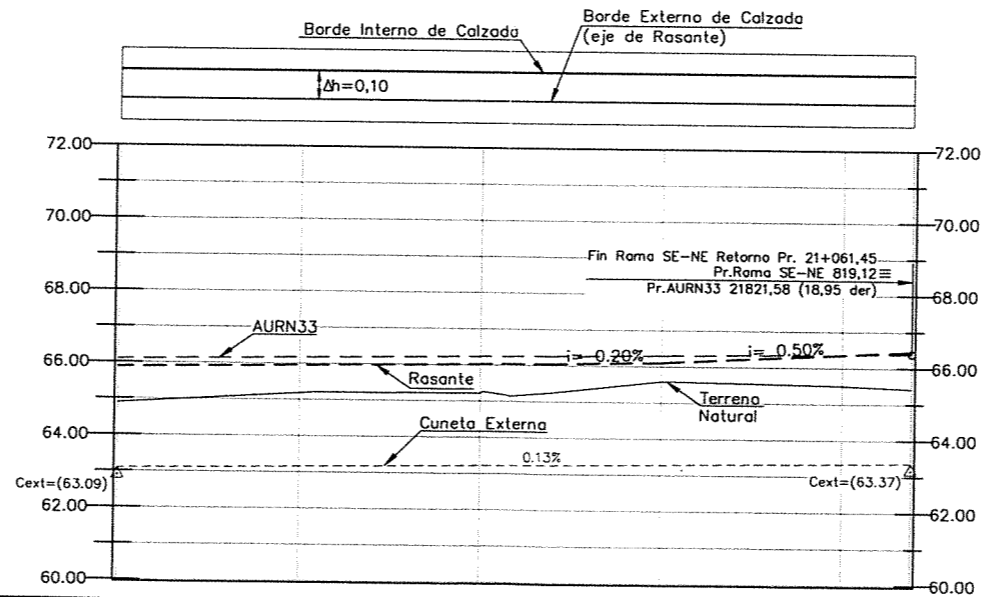 Borde Interno de Calzada
Borde Externo de Calzada
(eje de Rasante)
Δh=0,10
72.00
72.00
70.00
70.00
Fin Rama SE-NE Retorno Pr. 21+061,45
Pr.Rama SE-NE 819,12≡
Pr.AURN33 21821,58 (18,95 der)
68.00
68.00
AURN33
i= 0.20%
i= 0.50%
66.00
66.00
Rasante
Terreno
Natural
64.00
64.00
Cuneta Externa
0.13%
Cext=(63.09)
Cext=(63.37)
62.00
62.00
60.00
60.00